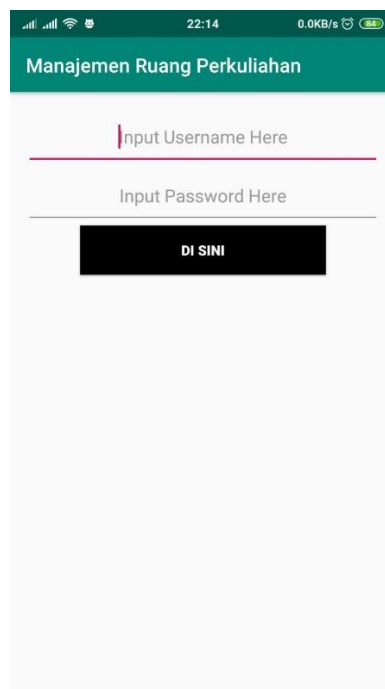 22:14 0.0KB/s 84
Manajemen Ruang Perkuliahan
Input Username Here
Input Password Here
DI SINI